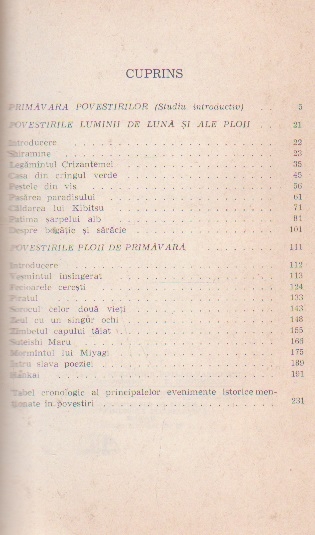 CUPRINS
PRIMĂVARA POVESTIRILOR (Studiu introductiv) . . 5
POVESTIRILE LUMINII DE LUNĂ ȘI ALE PLOII . . 21
Introducere . . . . . . . . . . 22
Shiramine . . . . . . . . . . 23
Legămîntul Crizantemei . . . . . . . . 35
Casa din crîngul verde . . . . . . . . 45
Peștele din vis . . . . . . . . . . 56
Pasărea paradisului . . . . . . . . . 61
Căldarea lui Kibitsu . . . . . . . . . 71
Patima șarpelui alb . . . . . . . . . 81
Despre bogăție și sărăcie . . . . . . . 101
POVESTIRILE PLOII DE PRIMĂVARĂ . . . . 111
Introducere . . . . . . . . . . 112
Veșmîntul însîngerat . . . . . . . . 113
Fecioarele cerești . . . . . . . . . 124
Piratul . . . . . . . . . . 133
Sorocul celor două vieți . . . . . . . 143
Zeul cu un singur ochi . . . . . . . . 148
Zîmbetul capului tăiat . . . . . . . . 155
Suteishi Maru . . . . . . . . . . 165
Mormîntul lui Miyagi . . . . . . . . 175
Întru slava poeziei . . . . . . . . . 189
. . . . . . . . . . 191
Tabel cronologic al principalelor evenimente istorice men-
ționate în povestiri . . . . . . . . . 231